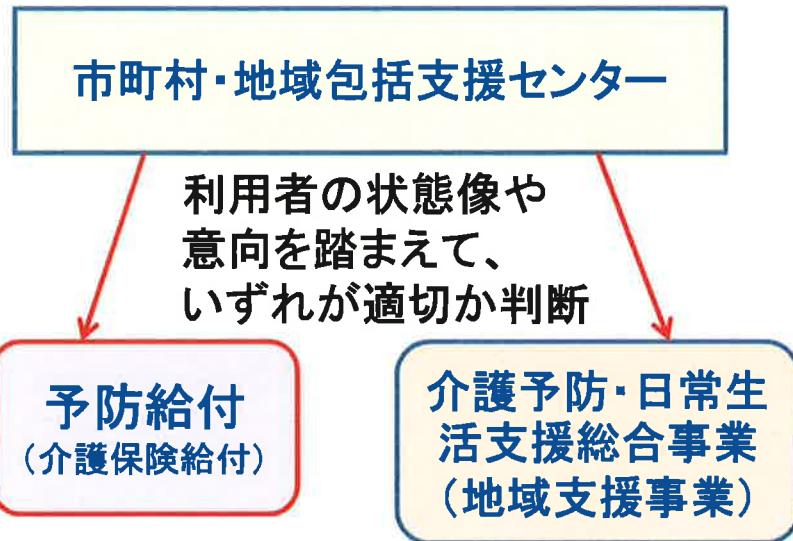 市町村・地域包括支援センター
利用者の状態像や
意向を踏まえて、
いずれが適切か判断
予防給付
（介護保険給付）
介護予防・日常生
活支援総合事業
（地域支援事業）